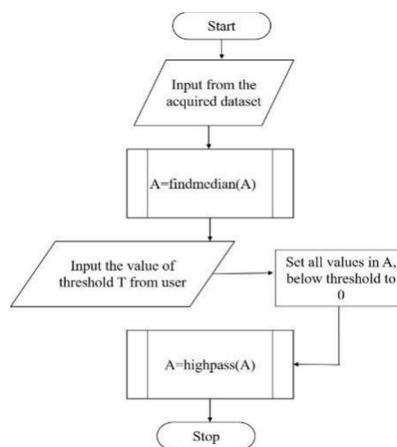 Start
Input from the
acquired dataset
A=findmedian(A)
Input the value of
threshold T from user
Set all values in A,
below threshold to
0
A=highpass(A)
Stop